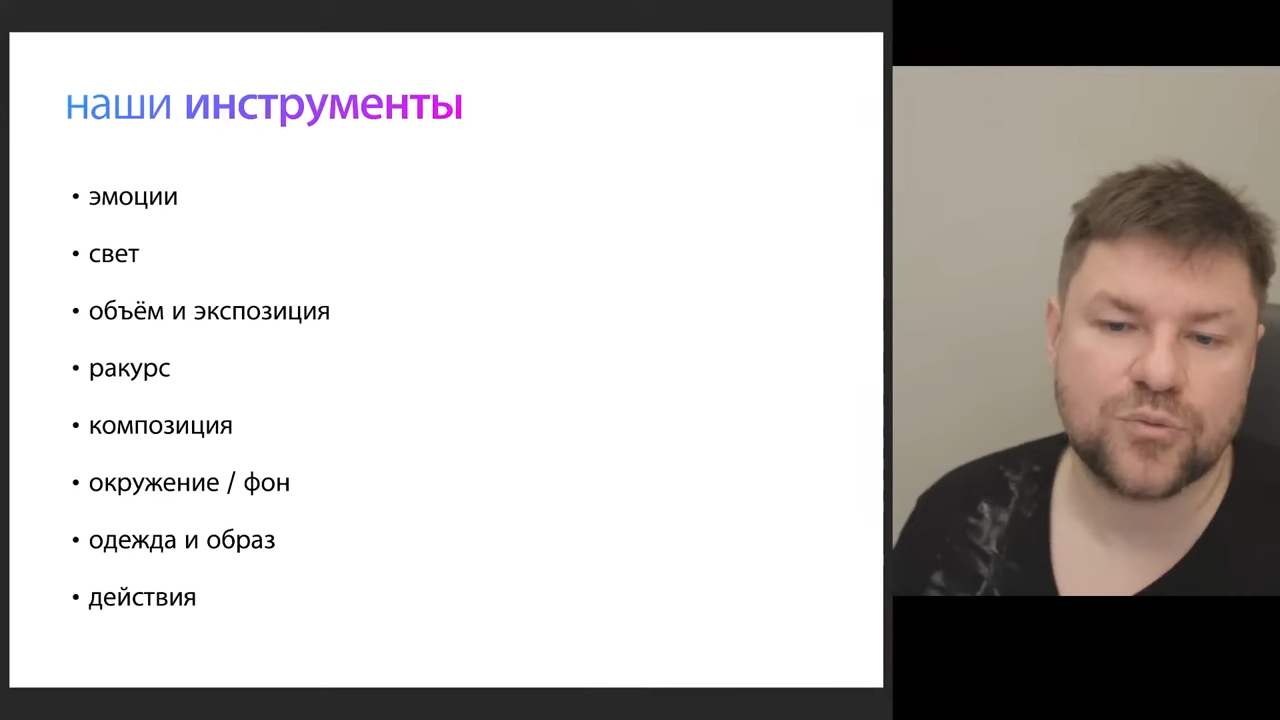 наши инструменты
• эмоции
• свет
• объём и экспозиция
• ракурс
• композиция
• окружение / фон
• одежда и образ
• действия